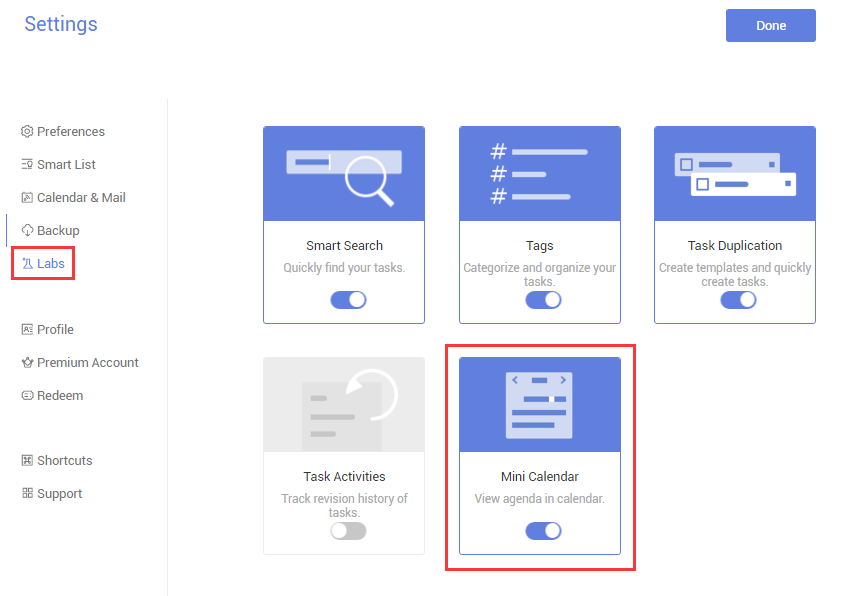 Settings
Done
Preferences
Smart List
Calendar & Mail
Backup
Labs
Profile
Premium Account
Redeem
Shortcuts
Support
Smart Search
Quickly find your tasks.
#
#
#
Tags
Categorize and organize your
tasks.
Task Duplication
Create templates and quickly
create tasks.
Task Activities
Track revision history of
tasks.
Mini Calendar
View agenda in calendar.